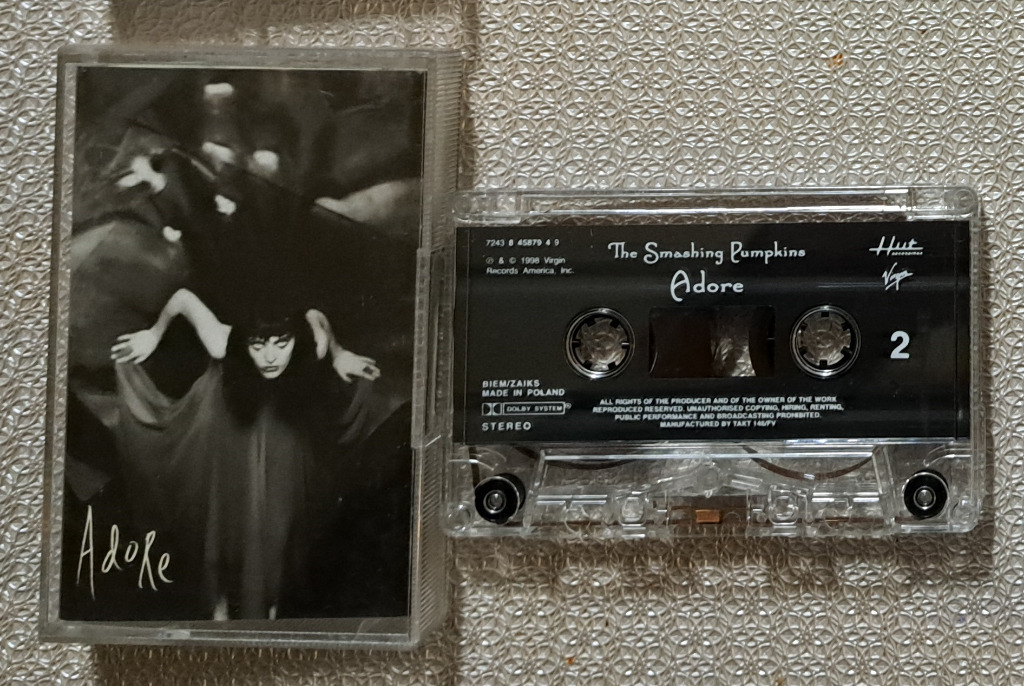 Adore
7243 8 45879 4 9
℗ & © 1998 Virgin
Records America, Inc.
The Smashing Pumpkins
Adore
Hut
RECORDINGS
Virgin
2
BIEM/ZAIKS
MADE IN POLAND
DOLBY SYSTEM®
STEREO
ALL RIGHTS OF THE PRODUCER AND OF THE OWNER OF THE WORK
REPRODUCED RESERVED. UNAUTHORISED COPYING, HIRING, RENTING,
PUBLIC PERFORMANCE AND BROADCASTING PROHIBITED.
MANUFACTURED BY TAKT 146/FV